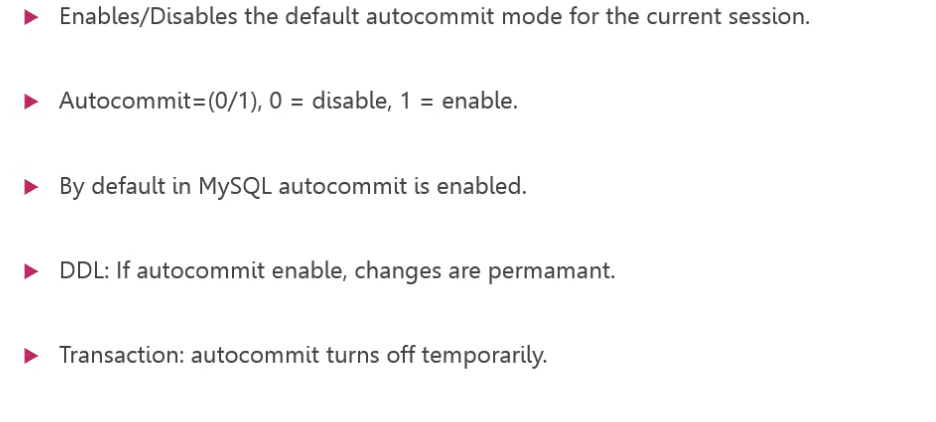 Enables/Disables the default autocommit mode for the current session.
Autocommit=(0/1), 0 = disable, 1 = enable.
By default in MySQL autocommit is enabled.
DDL: If autocommit enable, changes are permamant.
Transaction: autocommit turns off temporarily.